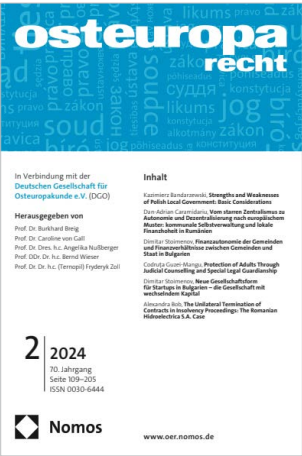 osteuropa
recht
In Verbindung mit der
Deutschen Gesellschaft für
Osteuropakunde e.V. (DGO)
Herausgegeben von
Prof. Dr. Burkhard Breig
Prof. Dr. Caroline von Gall
Prof. Dr. Dres. h.c. Angelika Nußberger
Prof. DDr. Dr. h.c. Bernd Wieser
Prof. Dr. Dr. h.c. (Ternopil) Fryderyk Zoll
2 | 2024
70. Jahrgang
Seite 109–205
ISSN 0030-6444
Nomos
Inhalt
Kazimierz Bandarzewski, Strengths and Weaknesses
of Polish Local Government: Basic Considerations
Dan-Adrian Caramidariu, Vom starren Zentralismus zu
Autonomie und Dezentralisierung nach europäischem
Muster: kommunale Selbstverwaltung und lokale
Finanzhoheit in Rumänien
Dimitar Stoimenov, Finanzautonomie der Gemeinden
und Finanzverhältnisse zwischen Gemeinden und
Staat in Bulgarien
Codruța Guzei-Mangu, Protection of Adults Through
Judicial Counselling and Special Legal Guardianship
Dimitar Stoimenov, Neue Gesellschaftsform
für Startups in Bulgarien – die Gesellschaft mit
wechselndem Kapital
Alexandra Rob, The Unilateral Termination of
Contracts in Insolvency Proceedings: The Romanian
Hidroelectrica S.A. Case
www.oer.nomos.de